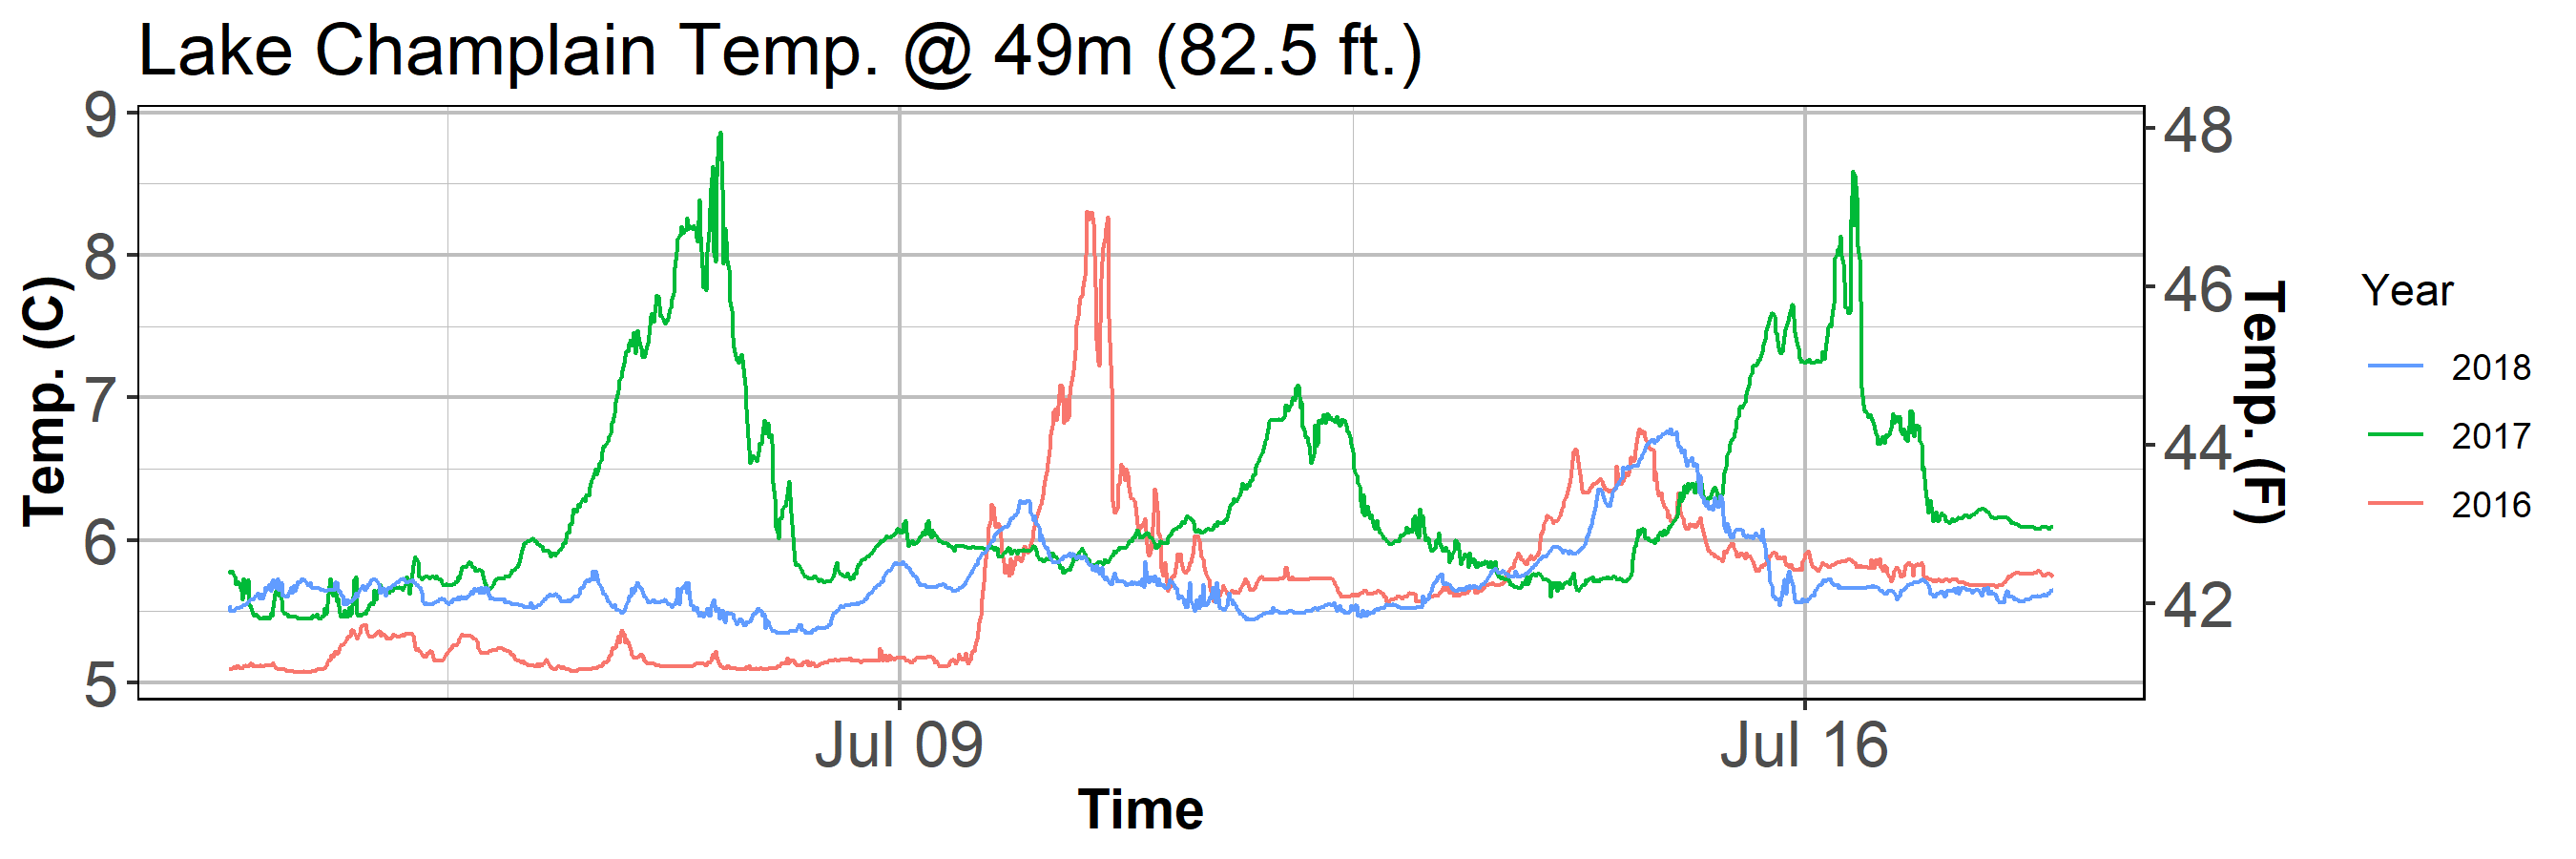 Lake Champlain Temp. @ 49m (82.5 ft.)
9
8
7
6
5
Temp. (C)
48
46
44
42
Temp. (F)
Jul 09
Jul 16
Time
Year
2018
2017
2016